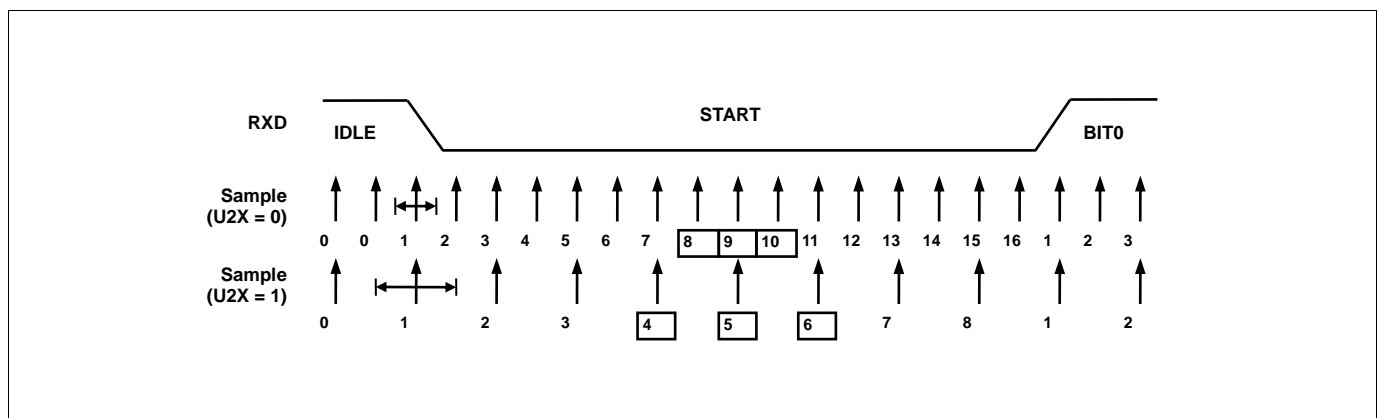 RXD
IDLE
START
BIT0
Sample
(U2X = 0)
0 0 1 2 3 4 5 6 7 8 9 10 11 12 13 14 15 16 1 2 3
Sample
(U2X = 1)
0 1 2 3 4 5 6 7 8 1 2